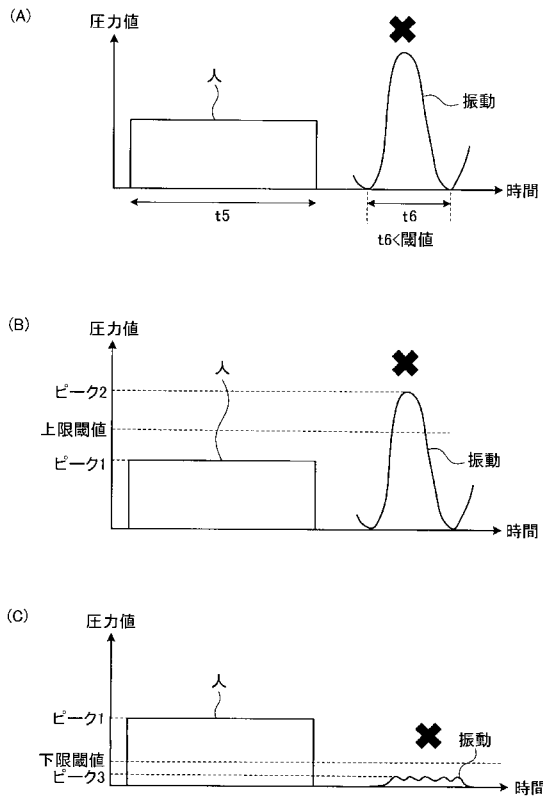 (A)
圧力値
人
振動
時間
t5
t6
t6<閾値
(B)
圧力値
人
ピーク2
上限閾値
ピーク1
振動
時間
(C)
圧力値
人
ピーク1
下限閾値
振動
ピーク3
時間